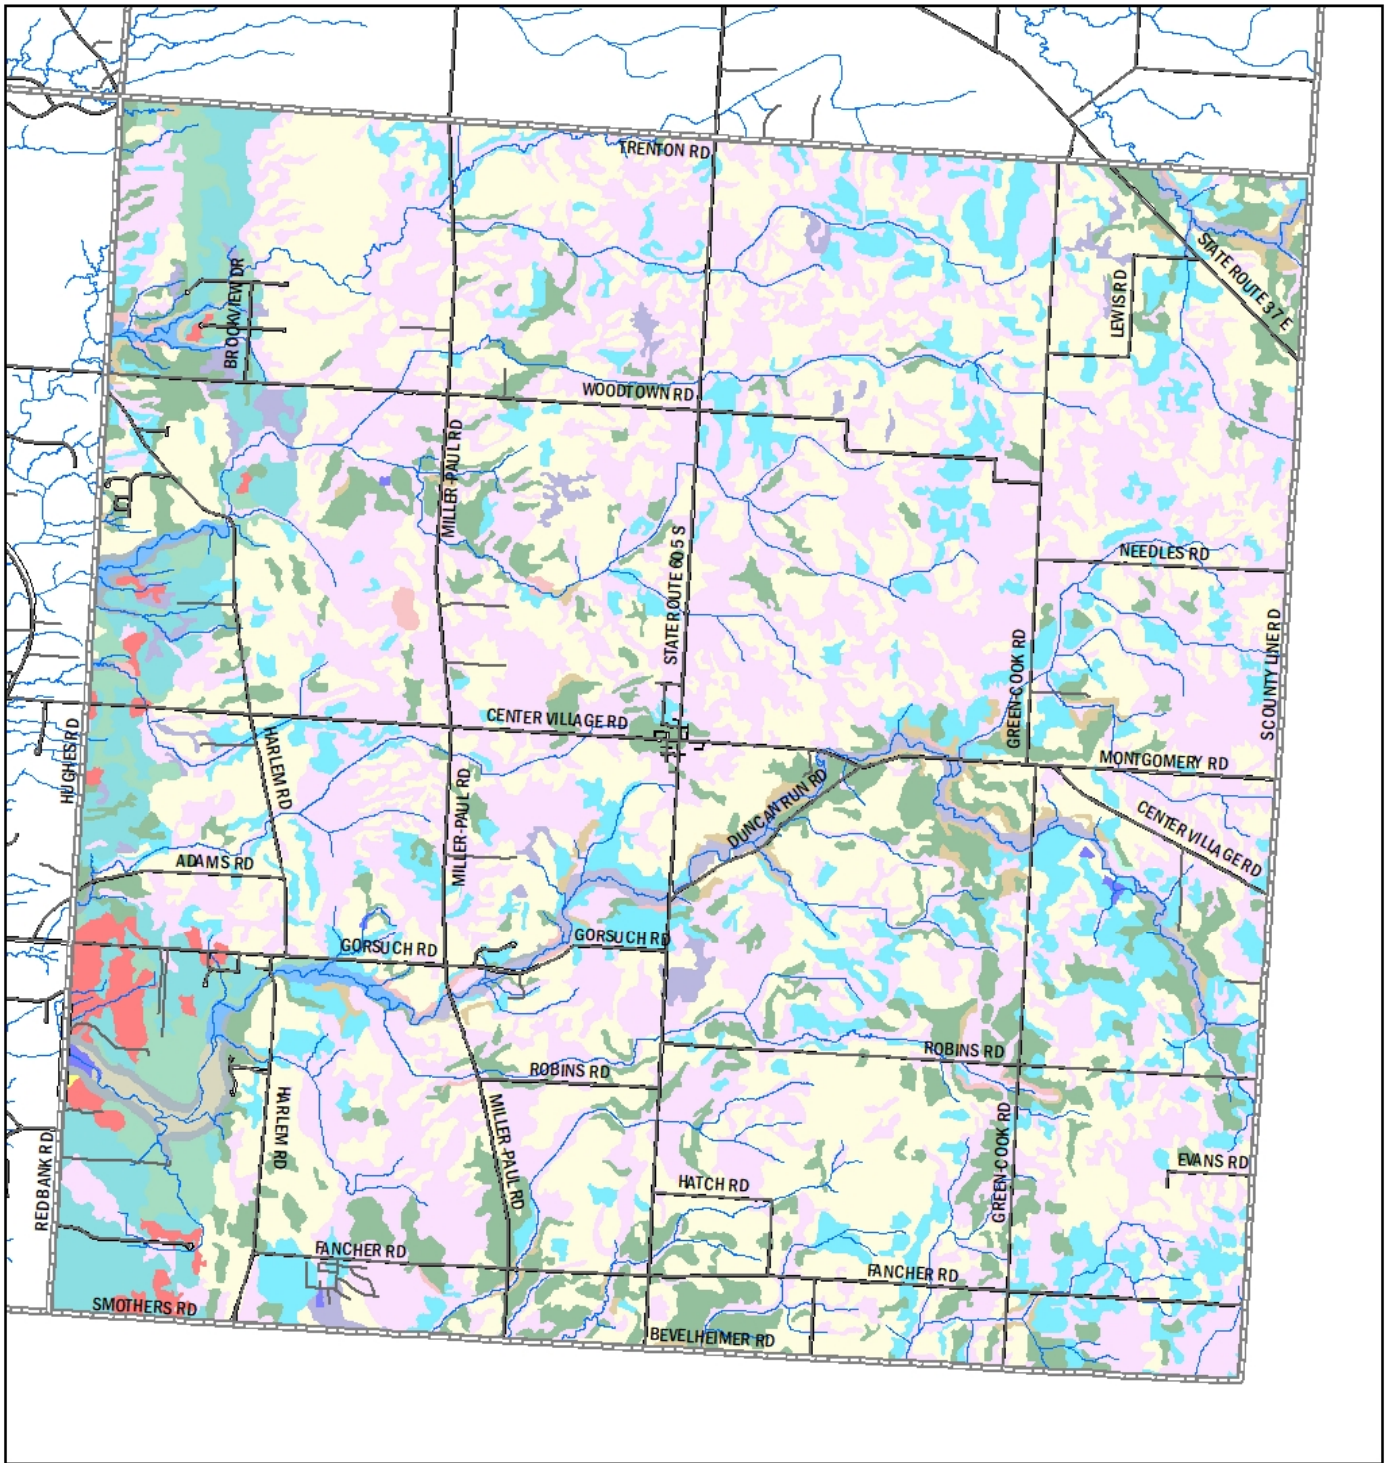 TRENTON RD
STATE ROUTE 37 E
BROOKVIEW DR
LEWIS RD
WOODTOWN RD
MILLER-PAUL RD
STATE ROUTE 605 S
NEEDLES RD
S COUNTY LINE RD
GREEN-COOK RD
CENTER VILLAGE RD
HUGHES RD
HARLEM RD
MONTGOMERY RD
MILLER-PAUL RD
DUNCAN RUN RD
CENTER VILLAGE RD
ADAMS RD
GORSUCH RD
GORSUCH RD
ROBINS RD
ROBINS RD
HARLEM RD
MILLER-PAUL RD
GREEN-COOK RD
REDBANK RD
EVANS RD
HATCH RD
FANCHER RD
FANCHER RD
SMOTHERS RD
BEVELHEIMER RD